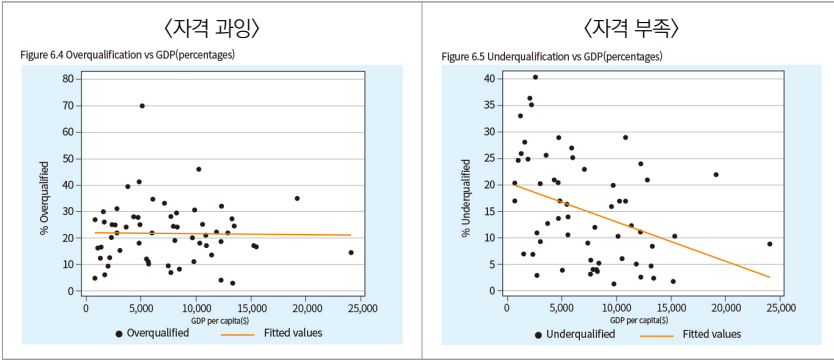 〈자격 과잉〉
Figure 6.4 Overqualification vs GDP(percentages)
80
70
60
50
40
30
20
10
0
% Overqualified
0 5,000 10,000 15,000 20,000 25,000
GDP per capita($)
Overqualified Fitted values
〈자격 부족〉
Figure 6.5 Underqualification vs GDP(percentages)
40
35
30
25
20
15
10
5
0
% Underqualified
0 5,000 10,000 15,000 20,000 25,000
GDP per capita($)
Underqualified Fitted values